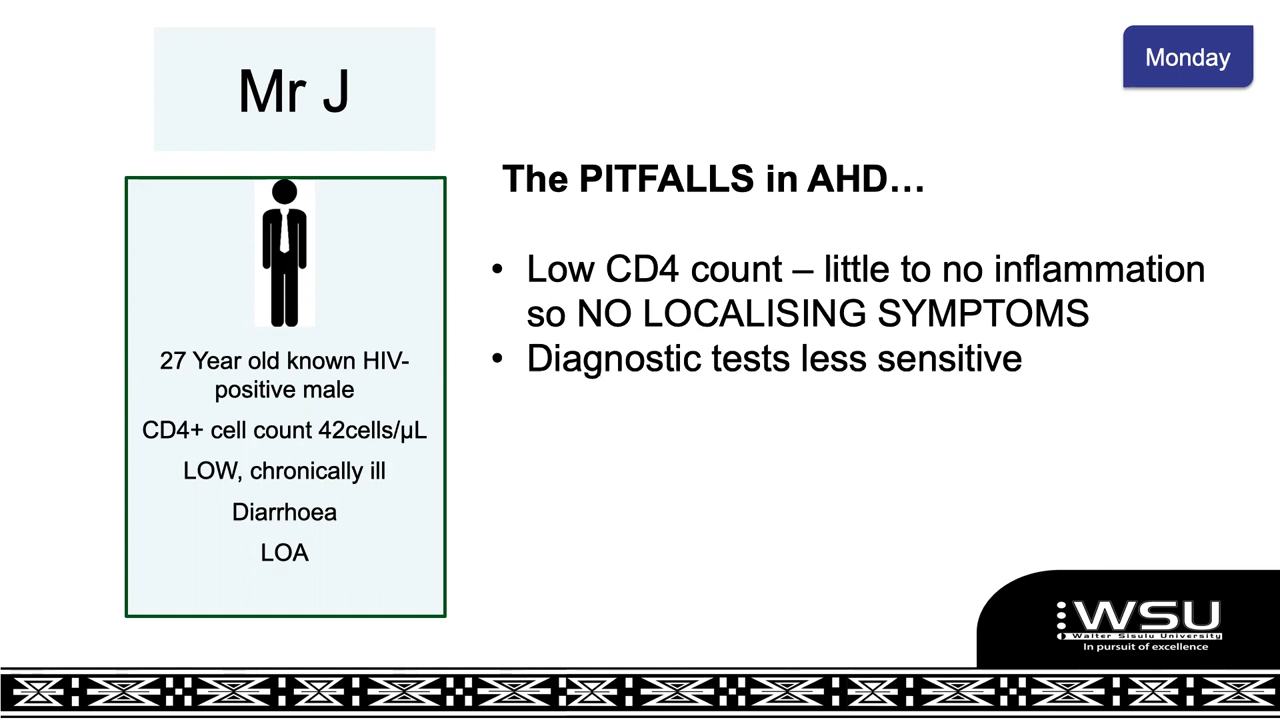 Mr J
Monday
The PITFALLS in AHD…
• Low CD4 count – little to no inflammation
so NO LOCALISING SYMPTOMS
• Diagnostic tests less sensitive
27 Year old known HIV-
positive male
CD4+ cell count 42cells/µL
LOW, chronically ill
Diarrhoea
LOA
WSU
Walter Sisulu University
In pursuit of excellence